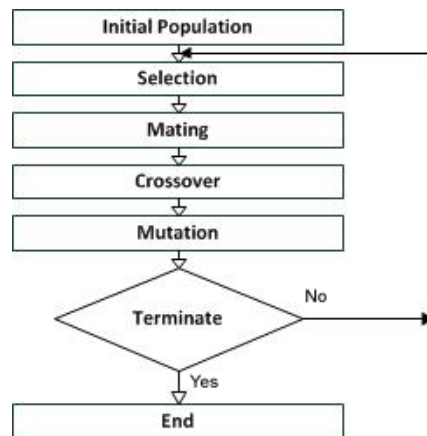 Initial Population
Selection
Mating
Crossover
Mutation
Terminate
No
Yes
End